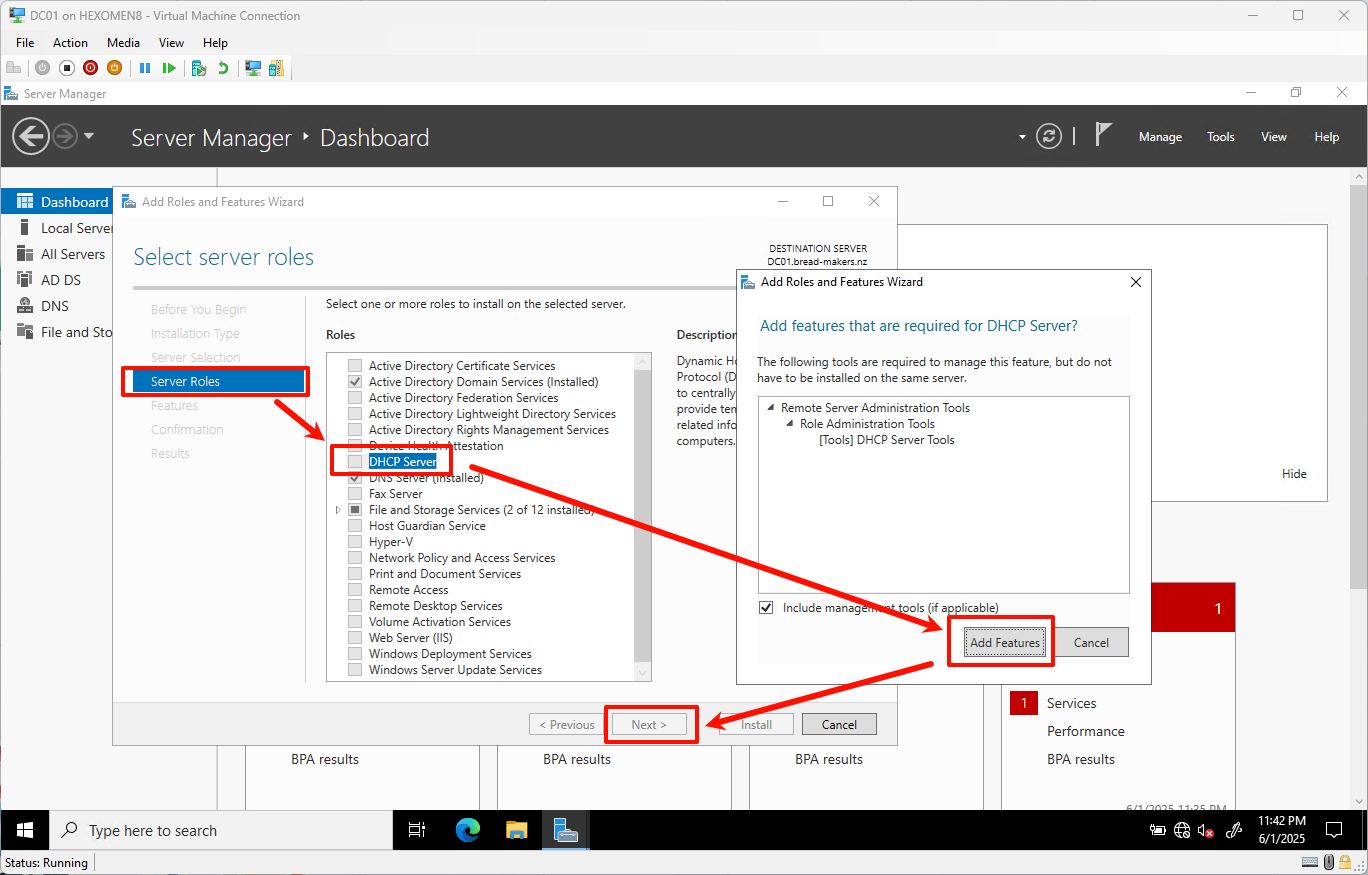 DC01 on HEXOMEN8 - Virtual Machine Connection
File Action Media View Help
Server Manager
Server Manager Dashboard
Manage Tools View Help
Dashboard
Local Server
All Servers
AD DS
DNS
File and Sto
Add Roles and Features Wizard
Select server roles
DESTINATION SERVER
DC01.bread-makers.nz
Before You Begin
Installation Type
Server Selection
Server Roles
Features
Confirmation
Results
Select one or more roles to install on the selected server.
Roles
Active Directory Certificate Services
Active Directory Domain Services (Installed)
Active Directory Federation Services
Active Directory Lightweight Directory Services
Active Directory Rights Management Services
Device Health Attestation
DHCP Server
DNS Server (Installed)
Fax Server
File and Storage Services (2 of 12 installed)
Host Guardian Service
Hyper-V
Network Policy and Access Services
Print and Document Services
Remote Access
Remote Desktop Services
Volume Activation Services
Web Server (IIS)
Windows Deployment Services
Windows Server Update Services
Description
Dynamic Ho
Protocol (D
to centrally
provide tem
related info
computers.
< Previous Next > Install Cancel
Add Roles and Features Wizard
Add features that are required for DHCP Server?
The following tools are required to manage this feature, but do not
have to be installed on the same server.
Remote Server Administration Tools
Role Administration Tools
[Tools] DHCP Server Tools
Include management tools (if applicable)
Add Features Cancel
Hide
1
1 Services
Performance
BPA results BPA results BPA results BPA results
6/1/2025 11:35 PM
Type here to search
11:42 PM
6/1/2025
Status: Running